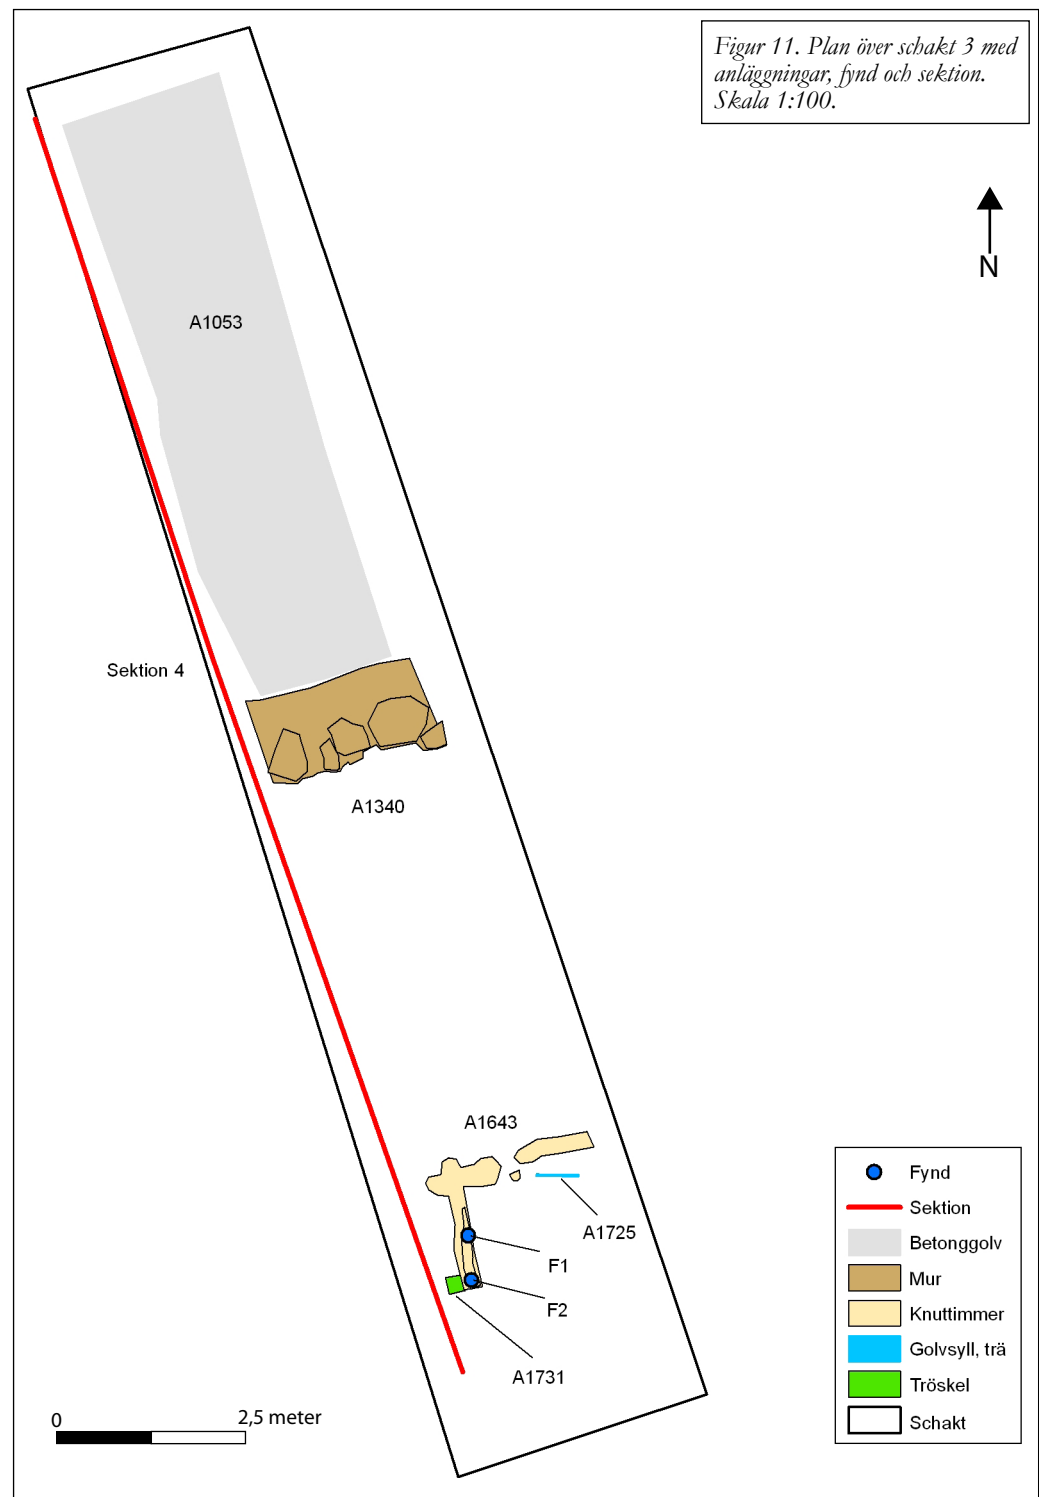 Figur 11. Plan över schakt 3 med
anläggningar, fynd och sektion.
Skala 1:100.
N
A1053
Sektion 4
A1340
A1643
A1725
F1
F2
A1731
0 2,5 meter
Fynd
Sektion
Betonggolv
Mur
Knuttimmer
Golvsyll, trä
Tröskel
Schakt